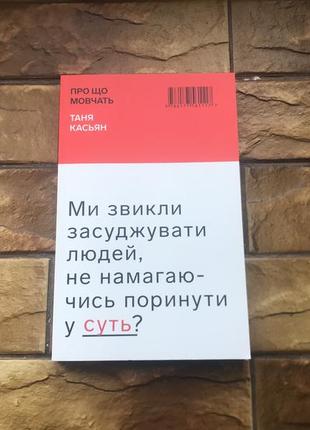 ПРО ЩО
МОВЧАТЬ
ТАНЯ
КАСЬЯН
Ми звикли
засуджувати
людей,
не намагаю-
чись поринути
у суть?